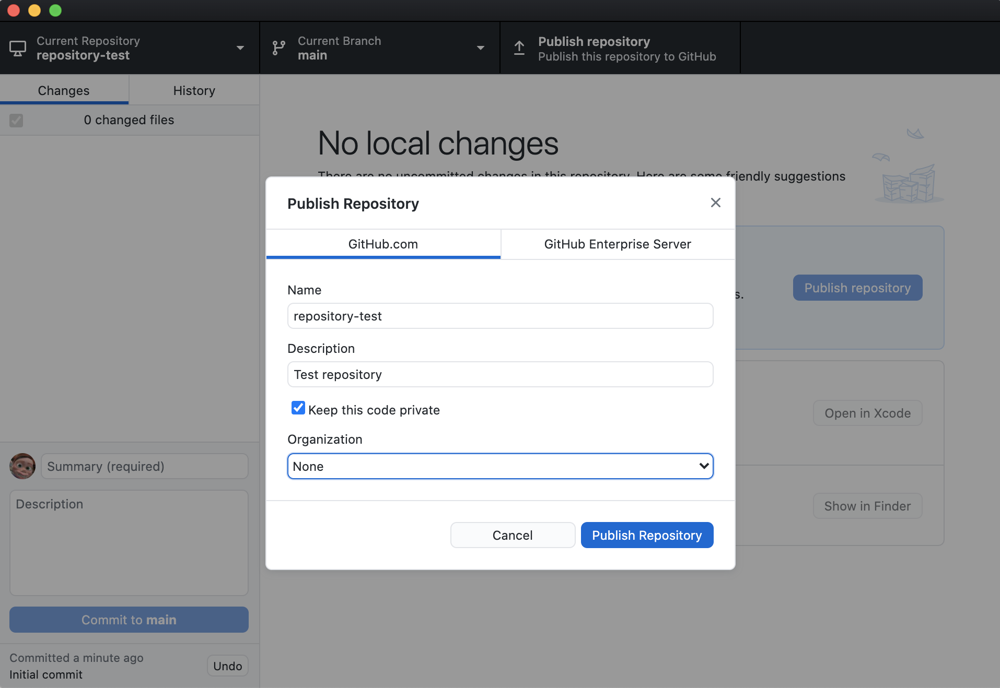 Current Repository
repository-test
Current Branch
main
Publish repository
Publish this repository to GitHub
Changes
History
0 changed files
No local changes
There are no uncommitted changes in this repository. Here are some friendly suggestions
Publish Repository
GitHub.com
GitHub Enterprise Server
Name
repository-test
s.
Publish repository
Description
Test repository
Keep this code private
Open in Xcode
Organization
None
Show in Finder
Cancel
Publish Repository
Summary (required)
Description
Commit to main
Committed a minute ago
Initial commit
Undo